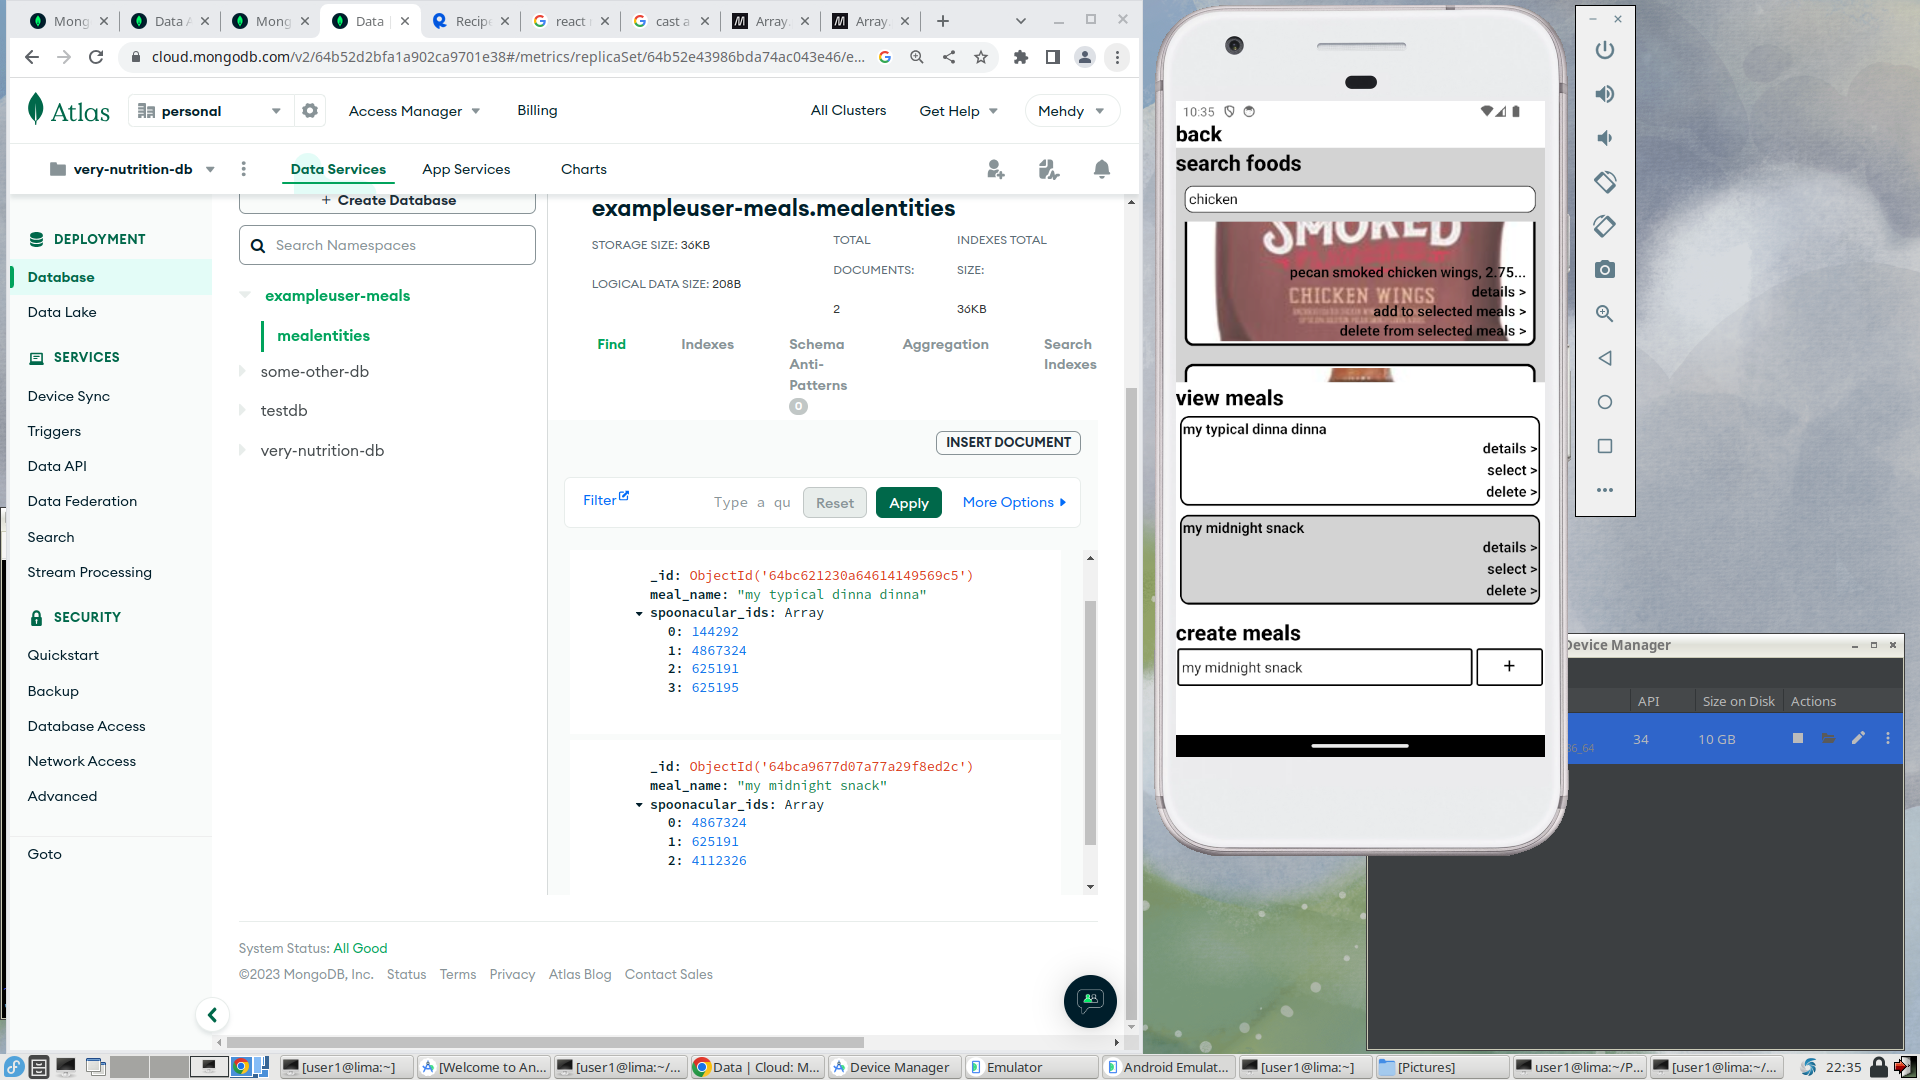 Mong
Data A
Mong
Data |
Recipe
react r
cast a
Array.
Array.
cloud.mongodb.com/v2/64b52d2bfa1a902ca9701e38#/metrics/replicaSet/64b52e43986bda74ac043e46/e...
Atlas
personal
Access Manager
Billing
All Clusters
Get Help
Mehdy
very-nutrition-db
Data Services
App Services
Charts
DEPLOYMENT
Database
Data Lake
SERVICES
Device Sync
Triggers
Data API
Data Federation
Search
Stream Processing
SECURITY
Quickstart
Backup
Database Access
Network Access
Advanced
Goto
+ Create Database
Search Namespaces
exampleuser-meals
mealentities
some-other-db
testdb
very-nutrition-db
exampleuser-meals.mealentities
STORAGE SIZE: 36KB
LOGICAL DATA SIZE: 208B
TOTAL
DOCUMENTS:
2
INDEXES TOTAL
SIZE:
36KB
Find
Indexes
Schema
Anti-
Patterns
0
Aggregation
Search
Indexes
INSERT DOCUMENT
Filter
Type a qu
Reset
Apply
More Options
_id: ObjectId('64bc621230a64614149569c5')
meal_name: "my typical dinna dinna"
spoonacular_ids: Array
0: 144292
1: 4867324
2: 625191
3: 625195
_id: ObjectId('64bca9677d07a77a29f8ed2c')
meal_name: "my midnight snack"
spoonacular_ids: Array
0: 4867324
1: 625191
2: 4112326
System Status: All Good
©2023 MongoDB, Inc. Status Terms Privacy Atlas Blog Contact Sales
10:35
back
search foods
chicken
SMOKED
pecan smoked chicken wings, 2.75...
details >
CHICKEN WINGS
add to selected meals >
delete from selected meals >
view meals
my typical dinna dinna
details >
select >
delete >
my midnight snack
details >
select >
delete >
create meals
my midnight snack
+
Device Manager
API
Size on Disk
Actions
86_64
34
10 GB
[user1@lima:~]
[Welcome to An...
[user1@lima:~/...
Data | Cloud: M...
Device Manager
Emulator
Android Emulat...
[user1@lima:~]
[Pictures]
user1@lima:~/P...
[user1@lima:~/...
22:35